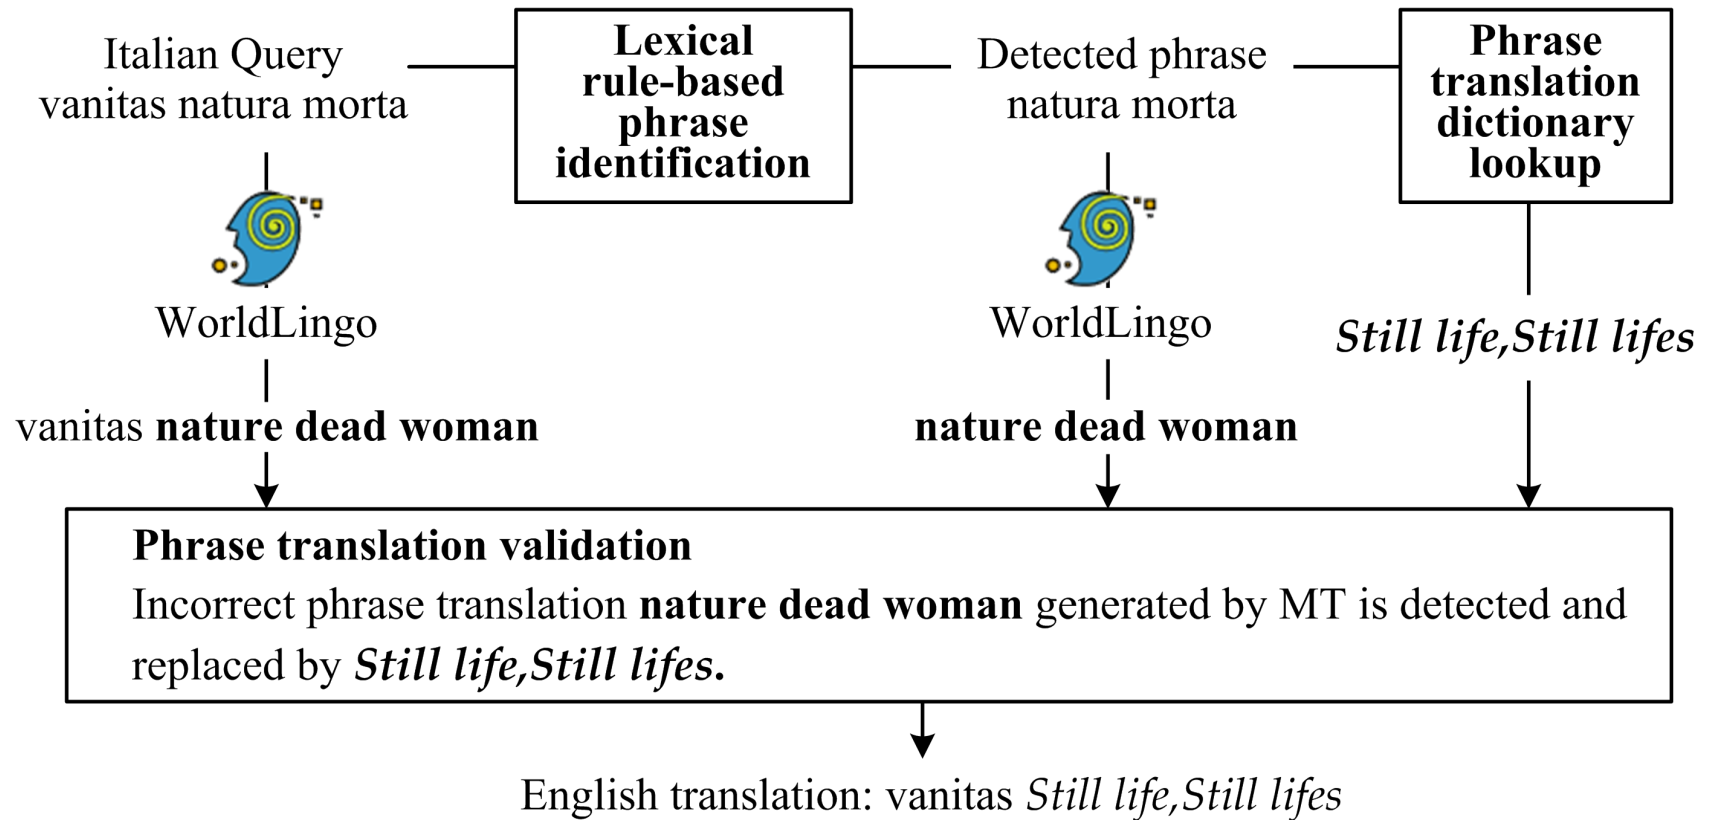 Italian Query
vanitas natura morta
Lexical
rule-based
phrase
identification
Detected phrase
natura morta
Phrase
translation
dictionary
lookup
WorldLingo
WorldLingo
Still life,Still lifes
vanitas nature dead woman
nature dead woman
Phrase translation validation
Incorrect phrase translation nature dead woman generated by MT is detected and
replaced by Still life,Still lifes.
English translation: vanitas Still life,Still lifes